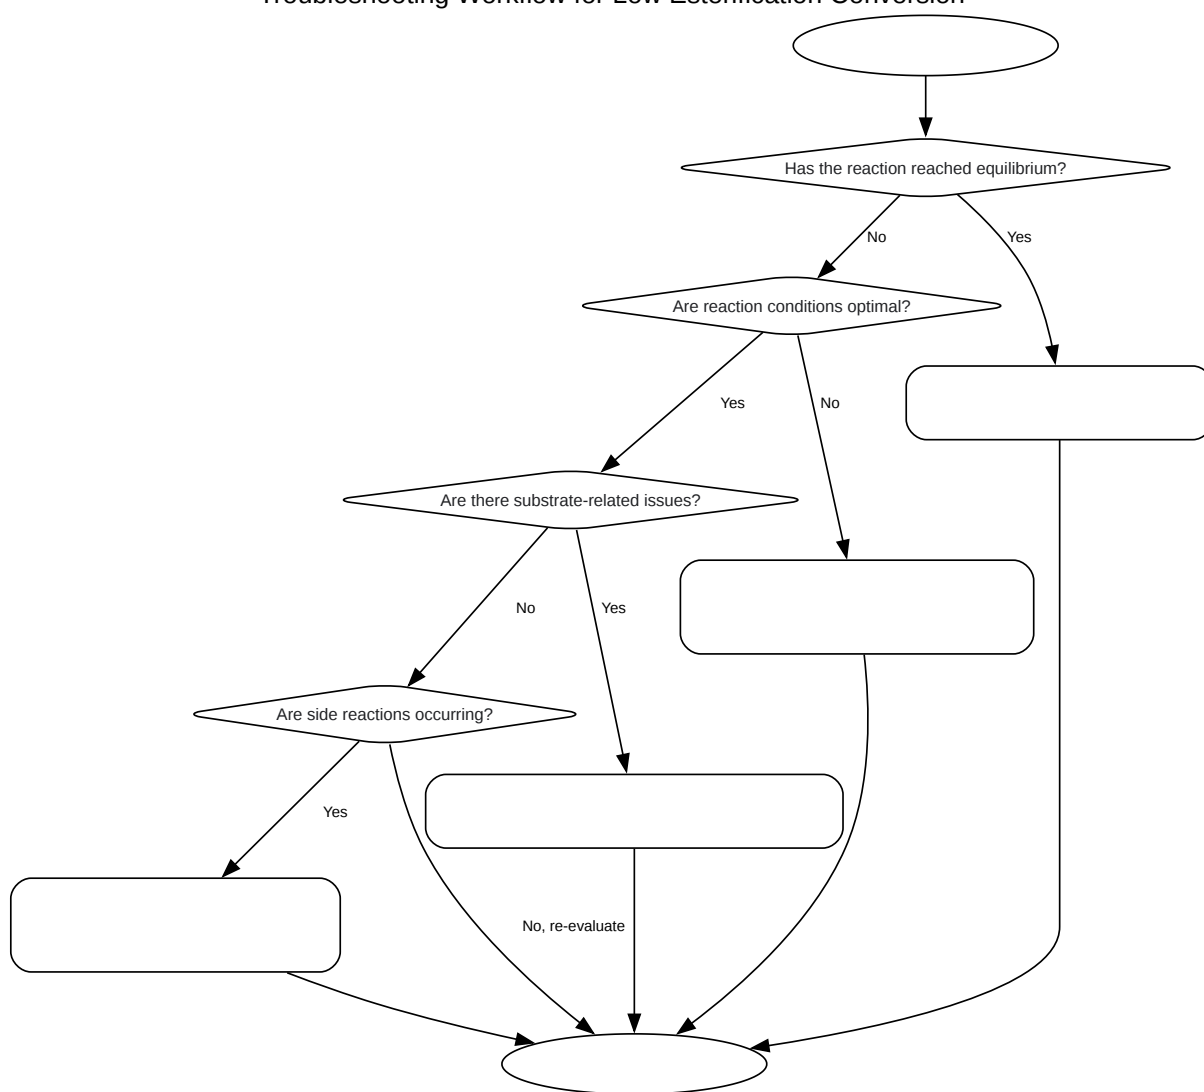 Troubleshooting Workflow for Low Esterification Conversion
Has the reaction reached equilibrium?
No
Yes
Are reaction conditions optimal?
Yes
No
Are there substrate-related issues?
No
Yes
Are side reactions occurring?
Yes
No, re-evaluate